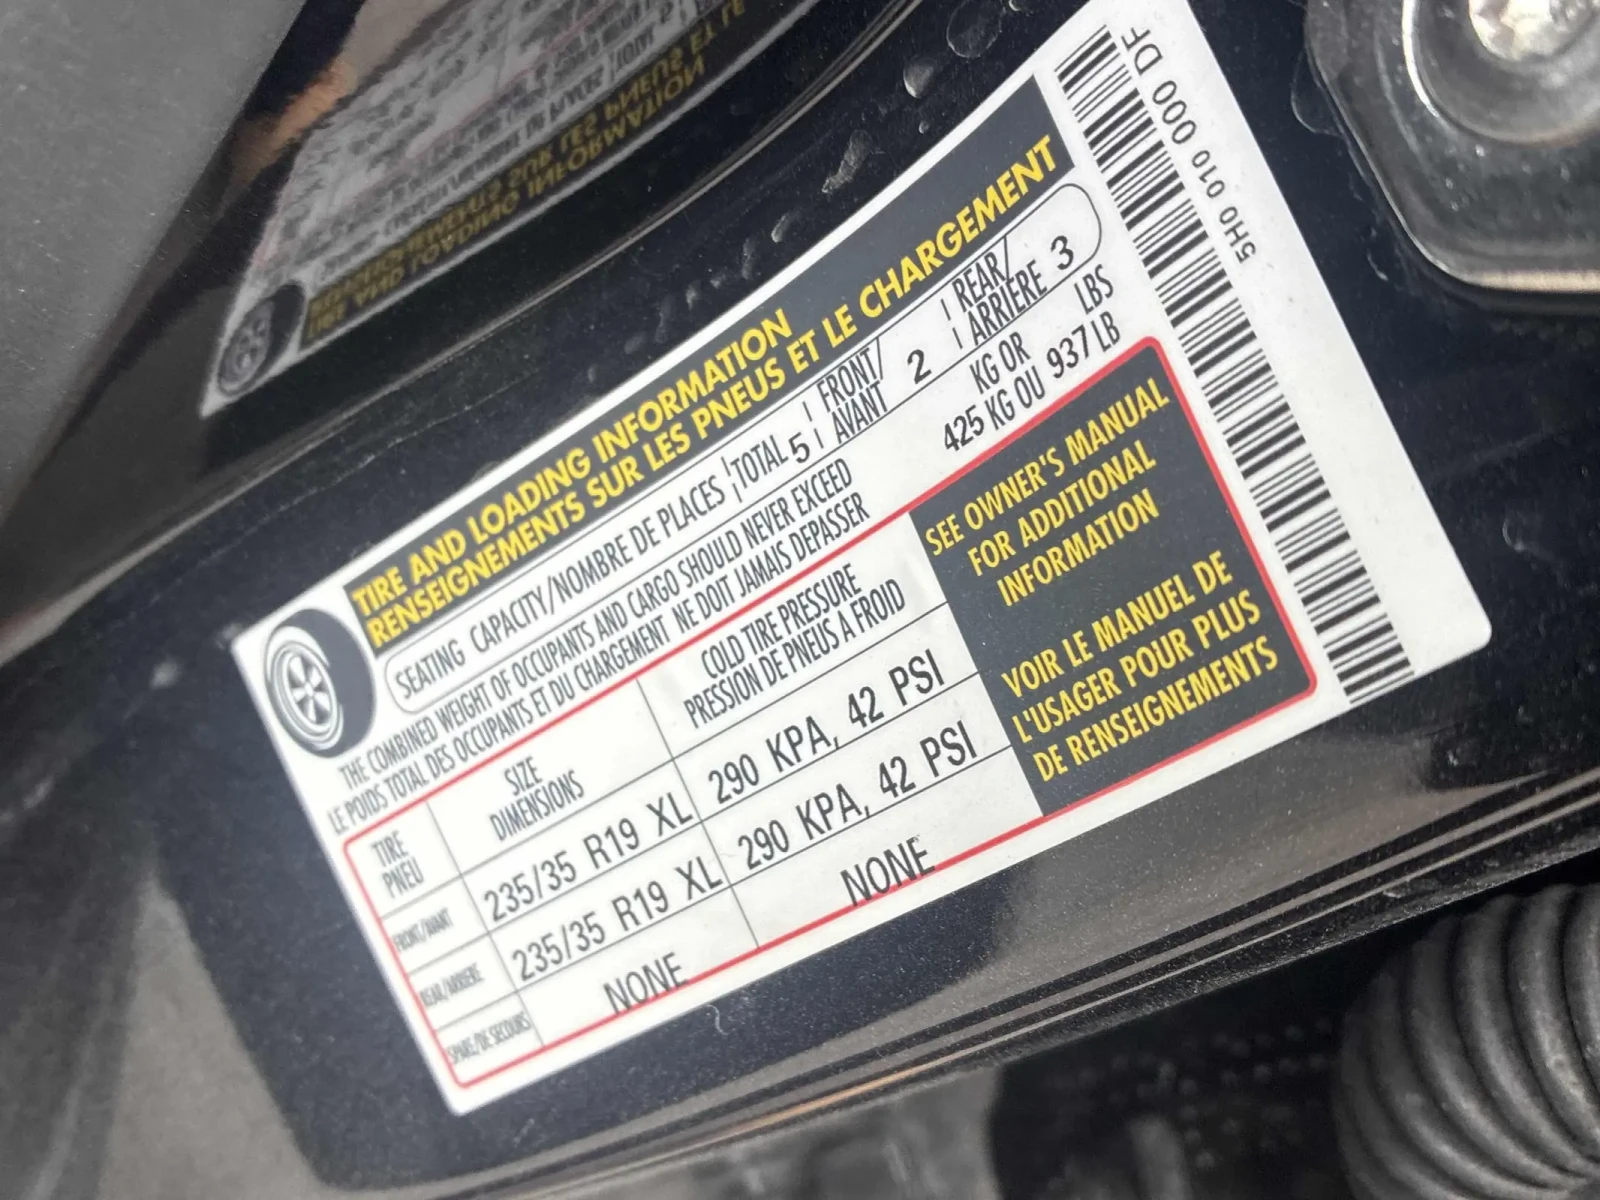 TIRE AND LOADING INFORMATION
RENSEIGNEMENTS SUR LES PNEUS ET LE CHARGEMENT
SEATING CAPACITY/NOMBRE DE PLACES TOTAL 5 FRONT/ AVANT 2 REAR/ ARRIÈRE 3
THE COMBINED WEIGHT OF OCCUPANTS AND CARGO SHOULD NEVER EXCEED KG OR LBS
LE POIDS TOTAL DES OCCUPANTS ET DU CHARGEMENT NE DOIT JAMAIS DEPASSER 425 KG OU 937 LB
TIRE SIZE COLD TIRE PRESSURE
PNEU DIMENSIONS PRESSION DE PNEUS A FROID
FRONT/AVANT 235/35 R19 XL 290 KPA, 42 PSI
REAR/ARRIERE 235/35 R19 XL 290 KPA, 42 PSI
SPARE/DE SECOURS NONE NONE
SEE OWNER'S MANUAL
FOR ADDITIONAL
INFORMATION
VOIR LE MANUEL DE
L'USAGER POUR PLUS
DE RENSEIGNEMENTS
5H0 010 000 DF